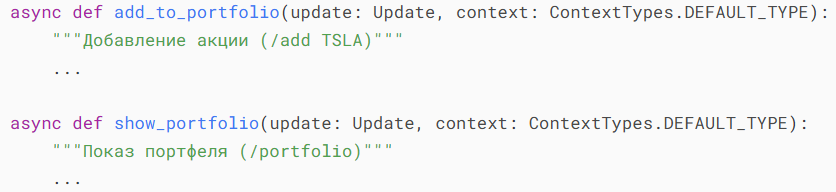 async def add_to_portfolio(update: Update, context: ContextTypes.DEFAULT_TYPE):
    """Добавление акции (/add TSLA)"""
    ...

async def show_portfolio(update: Update, context: ContextTypes.DEFAULT_TYPE):
    """Показ портфеля (/portfolio)"""
    ...